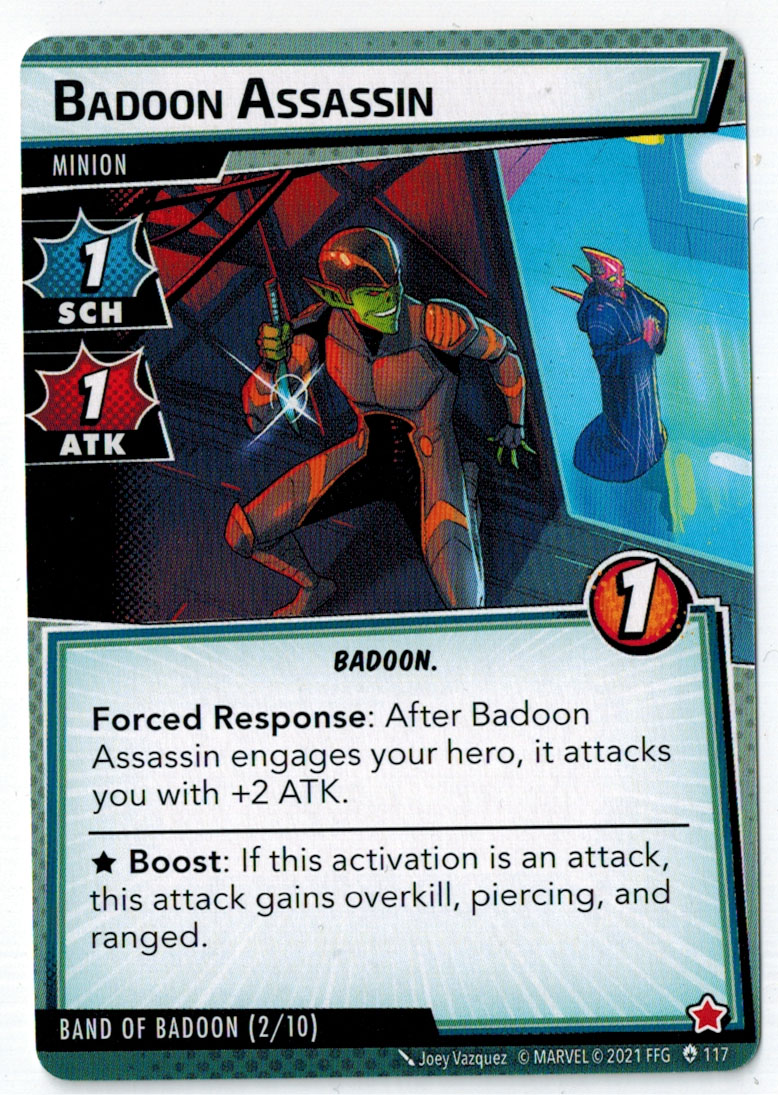 BADOON ASSASSIN
MINION
1
SCH
1
ATK
1
BADOON.
Forced Response: After Badoon
Assassin engages your hero, it attacks
you with +2 ATK.
★ Boost: If this activation is an attack,
this attack gains overkill, piercing, and
ranged.
BAND OF BADOON (2/10)
Joey Vazquez © MARVEL © 2021 FFG 117